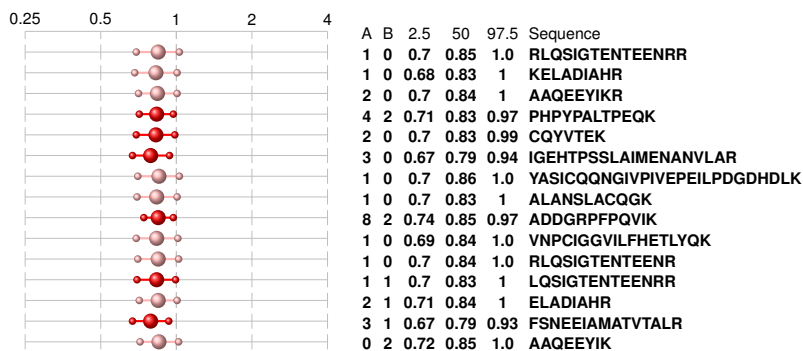 0.25 0.5 1 2 4
A B 2.5 50 97.5 Sequence
1 0 0.7 0.85 1.0 RLQSIGTENTEENRR
1 0 0.68 0.83 1 KELADIAHR
2 0 0.7 0.84 1 AAQEEYIKR
4 2 0.71 0.83 0.97 PHPYPALTPEQK
2 0 0.7 0.83 0.99 CQYVTEK
3 0 0.67 0.79 0.94 IGEHTPSSLAIMENANVLAR
1 0 0.7 0.86 1.0 YASICQQNGIVPIVEPEILPDGDHDLK
1 0 0.7 0.83 1 ALANSLACQGK
8 2 0.74 0.85 0.97 ADDGRPFPQVIK
1 0 0.69 0.84 1.0 VNPCIGGVILFHETLYQK
1 0 0.7 0.84 1.0 RLQSIGTENTEENR
1 1 0.7 0.83 1 LQSIGTENTEENRR
2 1 0.71 0.84 1 ELADIAHR
3 1 0.67 0.79 0.93 FSNEEIAMATVTALR
0 2 0.72 0.85 1.0 AAQEEYIK